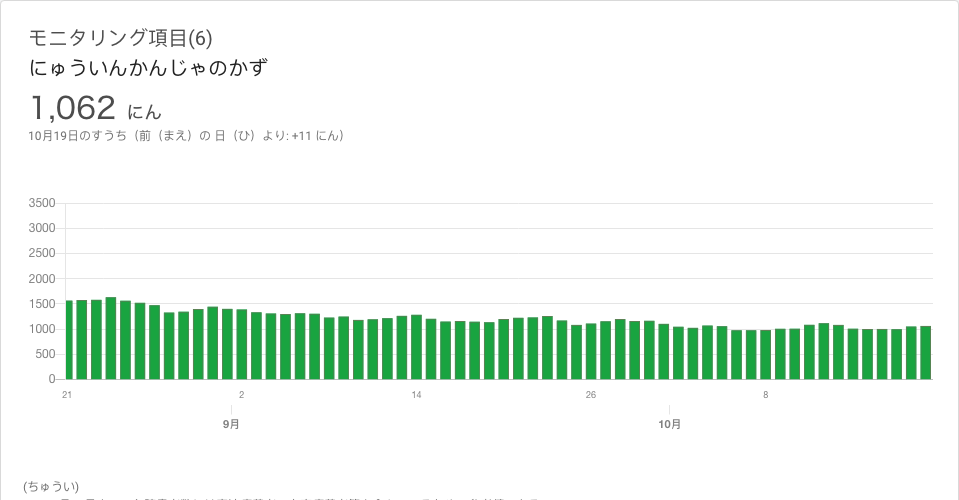 モニタリング項目(6)
にゅういんかんじゃのかず
1,062 にん
10月19日のすうち（前（まえ）の 日（ひ）より: +11 にん）
3500
3000
2500
2000
1500
1000
500
0
21 2 14 26 8
9月 10月
(ちゅうい)